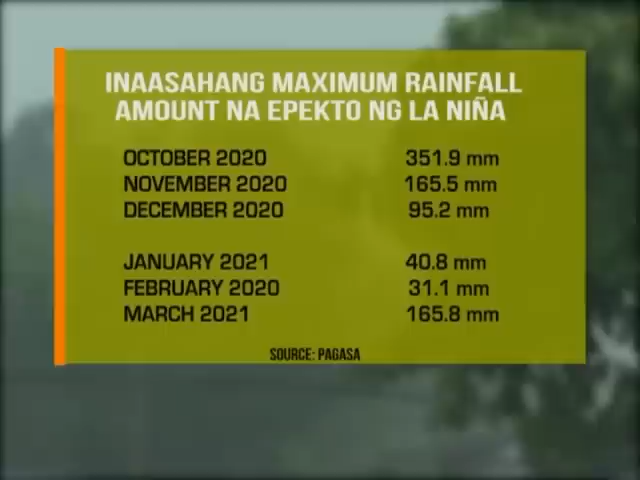 INAASAHANG MAXIMUM RAINFALL
AMOUNT NA EPEKTO NG LA NIÑA
OCTOBER 2020 351.9 mm
NOVEMBER 2020 165.5 mm
DECEMBER 2020 95.2 mm
JANUARY 2021 40.8 mm
FEBRUARY 2020 31.1 mm
MARCH 2021 165.8 mm
SOURCE: PAGASA